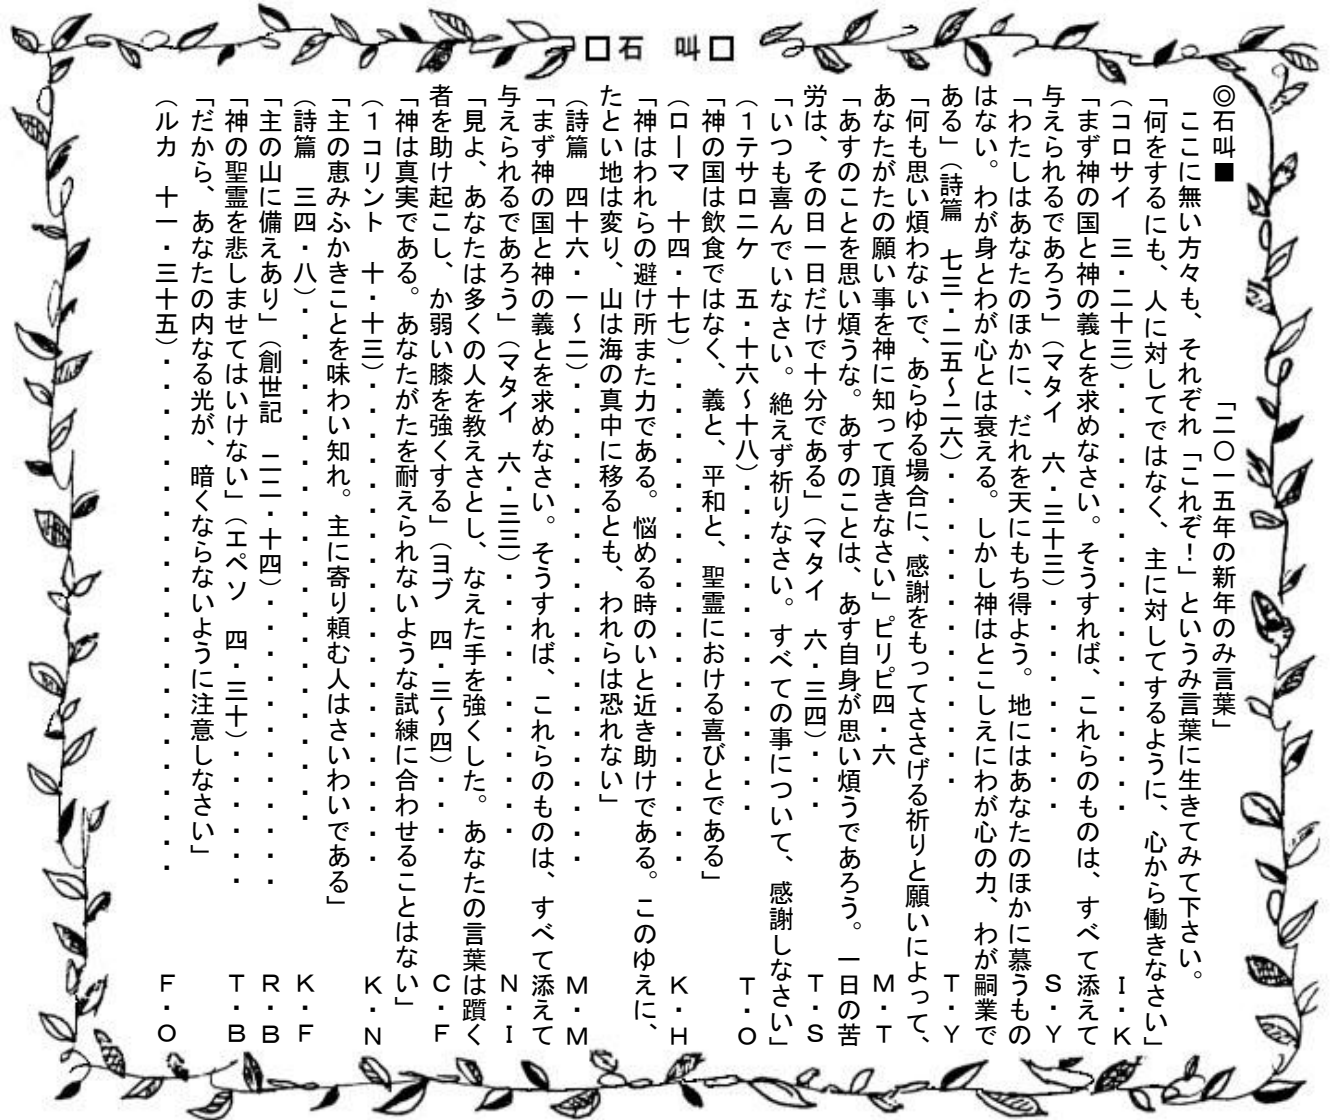 □石　叫□
◎石叫■　　　　　　「二〇一五年の新年のみ言葉」
ここに無い方々も、それぞれ「これぞ！」というみ言葉に生きてみて下さい。
「何をするにも、人に対してではなく、主に対してするように、心から働きなさい」
（コロサイ　三・二十三）・・・・・・・・・・・・・・・　Ｉ・Ｋ
「まず神の国と神の義とを求めなさい。そうすれば、これらのものは、すべて添えて
与えられるであろう」（マタイ　六・三十三）・・・・・・・・　Ｓ・Ｙ
「わたしはあなたのほかに、だれを天にもち得よう。地にはあなたのほかに慕うもの
はない。わが身とわが心とは衰える。しかし神はとこしえにわが心の力、わが嗣業で
ある」（詩篇　七三・二五～二六）・・・・・・・・・・・　Ｔ・Ｙ
「何も思い煩わないで、あらゆる場合に、感謝をもってささげる祈りと願いによって、
あなたがたの願い事を神に知って頂きなさい」ピリピ四・六　Ｍ・Ｔ
「あすのことを思い煩うな。あすのことは、あす自身が思い煩うであろう。一日の苦
労は、その日一日だけで十分である」（マタイ　六・三四）・・・　Ｔ・Ｓ
「いつも喜んでいなさい。絶えず祈りなさい。すべての事について、感謝しなさい」
（１テサロニケ　五・十六～十八）・・・・・・・・・・・　Ｔ・Ｏ
「神の国は飲食ではなく、義と、平和と、聖霊における喜びとである」
（ローマ　十四・十七）・・・・・・・・・・・・・・・・　Ｋ・Ｈ
「神はわれらの避け所また力である。悩める時のいと近き助けである。このゆえに、
たとい地は変り、山は海の真中に移るとも、われらは恐れない」
（詩篇　四十六・一～二）・・・・・・・・・・・・・・・　Ｍ・Ｍ
「まず神の国と神の義とを求めなさい。そうすれば、これらのものは、すべて添えて
与えられるであろう」（マタイ　六・三三）・・・・・・・・・　Ｎ・Ｉ
「見よ、あなたは多くの人を教えさとし、なえた手を強くした。あなたの言葉は躓く
者を助け起こし、か弱い膝を強くする」（ヨブ　四・三～四）・・・　Ｃ・Ｆ
「神は真実である。あなたがたを耐えられないような試練に合わせることはない」
（１コリント　十・十三）・・・・・・・・・・・・・・・　Ｋ・Ｎ
「主の恵みふかきことを味わい知れ。主に寄り頼む人はさいわいである」
（詩篇　三四・八）・・・・・・・・・・・・・・・・・　Ｋ・Ｆ
「主の山に備えあり」（創世記　二二・十四）・・・・・・・・・　Ｒ・Ｂ
「神の聖霊を悲しませてはいけない」（エペソ　四・三十）・・・・・　Ｔ・Ｂ
「だから、あなたの内なる光が、暗くならないように注意しなさい」
（ルカ　十一・三十五）・・・・・・・・・・・・・・・・　Ｆ・Ｏ